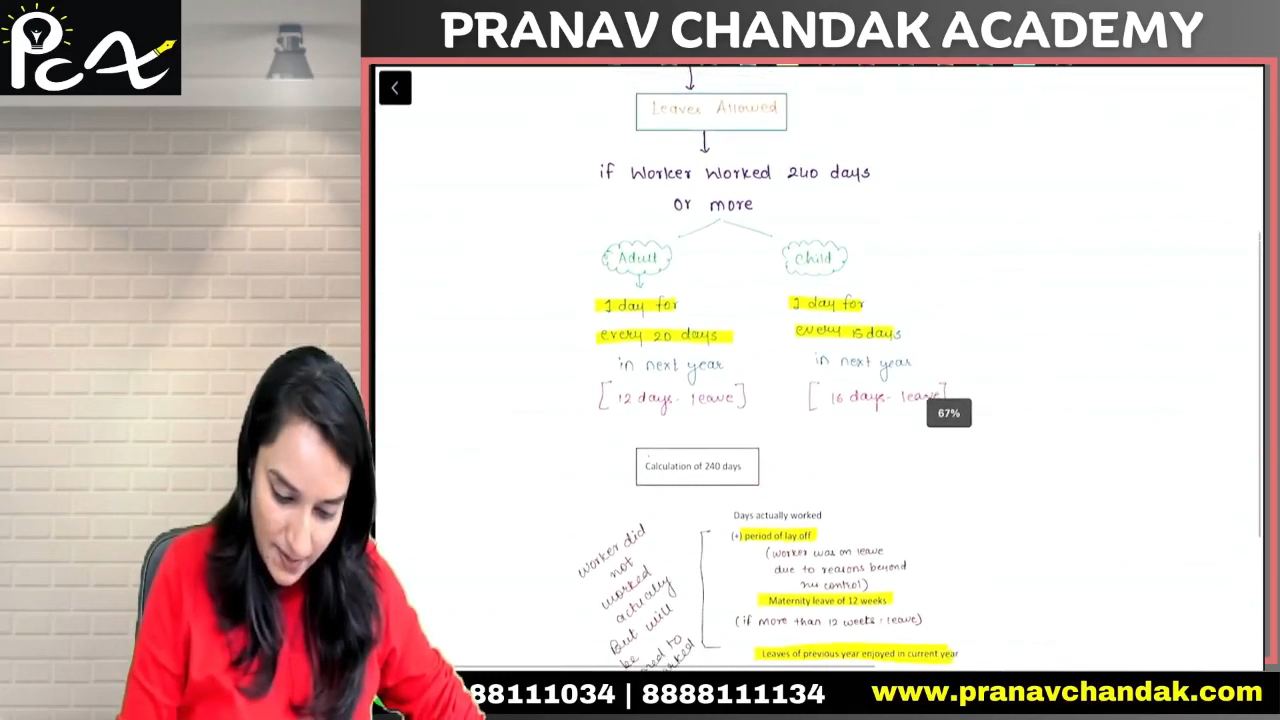 PCA
PRANAV CHANDAK ACADEMY
Leaves Allowed
if Worker Worked 240 days
or more
Adult
Child
1 day for
every 20 days
in next year
[12 days- leave]
1 day for
every 15 days
in next year
[16 days- leave]
67%
Calculation of 240 days
Days actually worked
(+) period of lay off
(Worker was on leave
due to reasons beyond
his control)
Maternity leave of 12 weeks
(if more than 12 weeks: leave)
Leaves of previous year enjoyed in current year
Worker did
not
worked
actually
But will
be
88111034 | 8888111134
www.pranavchandak.com